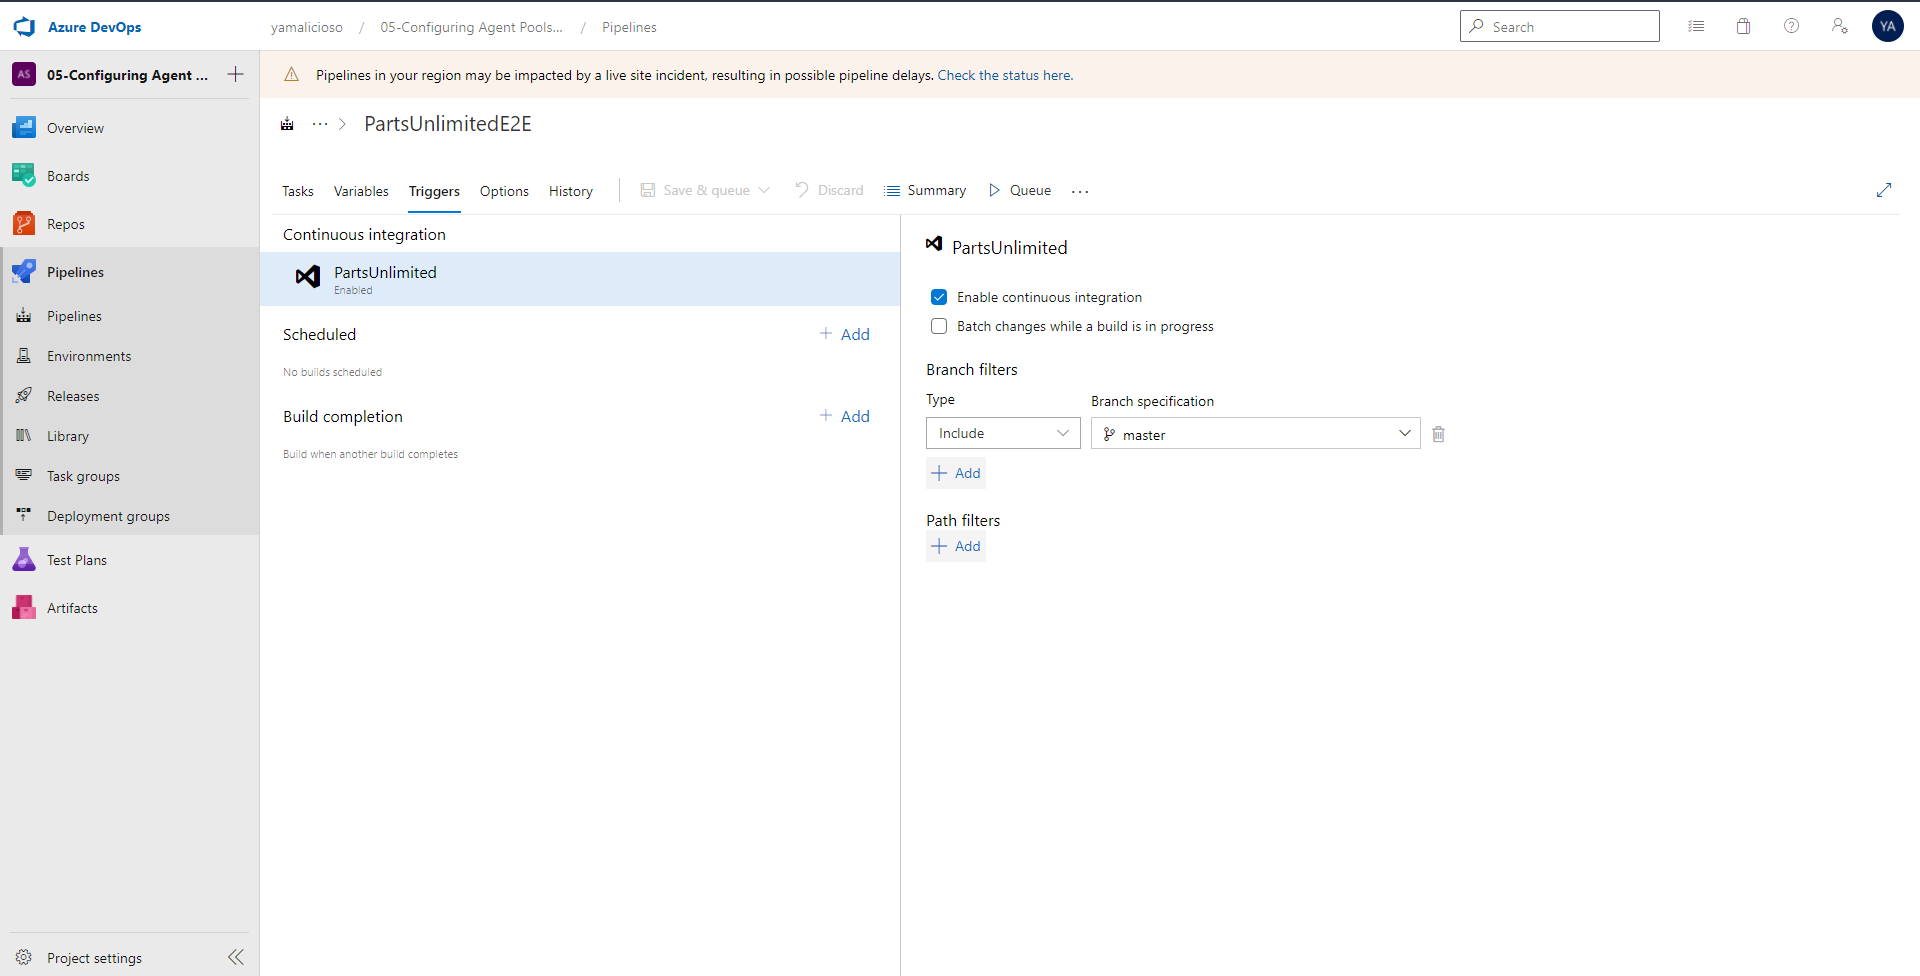 Azure DevOps
yamalicioso / 05-Configuring Agent Pools... / Pipelines
Search
YA
AS 05-Configuring Agent ...
Pipelines in your region may be impacted by a live site incident, resulting in possible pipeline delays. Check the status here.
Overview
Boards
Repos
Pipelines
Pipelines
Environments
Releases
Library
Task groups
Deployment groups
Test Plans
Artifacts
Project settings
... > PartsUnlimitedE2E
Tasks Variables Triggers Options History Save & queue Discard Summary Queue ...
Continuous integration
PartsUnlimited
Enabled
Scheduled + Add
No builds scheduled
Build completion + Add
Build when another build completes
PartsUnlimited
Enable continuous integration
Batch changes while a build is in progress
Branch filters
Type Branch specification
Include master
+ Add
Path filters
+ Add